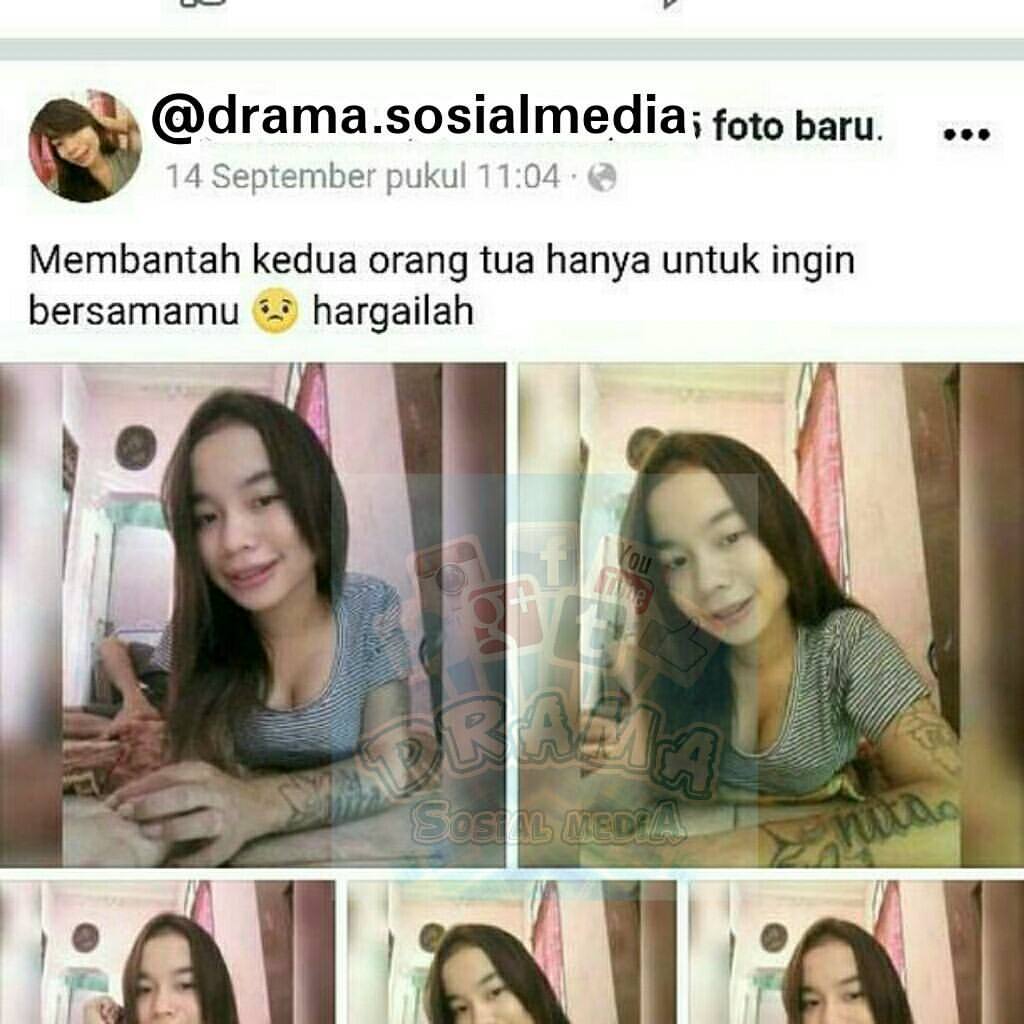 @drama.sosialmedia foto baru.
14 September pukul 11:04
Membantah kedua orang tua hanya untuk ingin
bersamamu 😟 hargailah
You
Tube
f
g+
t
DRAMA
SOSIAL MEDIA